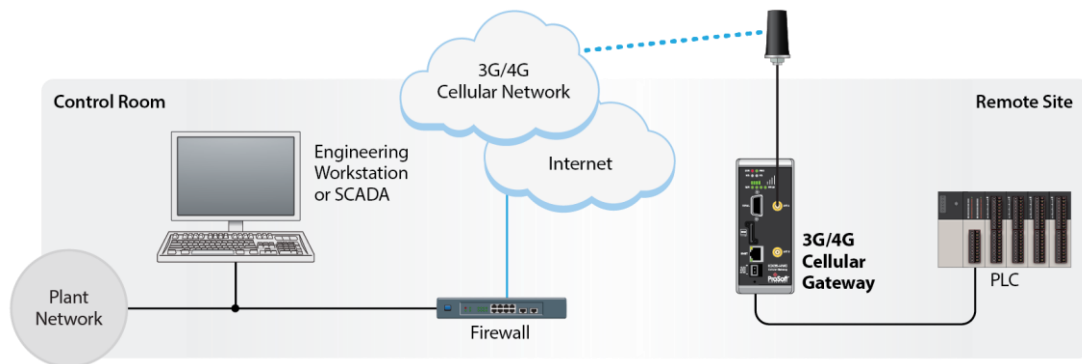 3G/4G
Cellular Network
Control Room
Remote Site
Engineering
Workstation
or SCADA
Internet
3G/4G
Cellular
Gateway
ProSoft
PLC
Plant
Network
Firewall